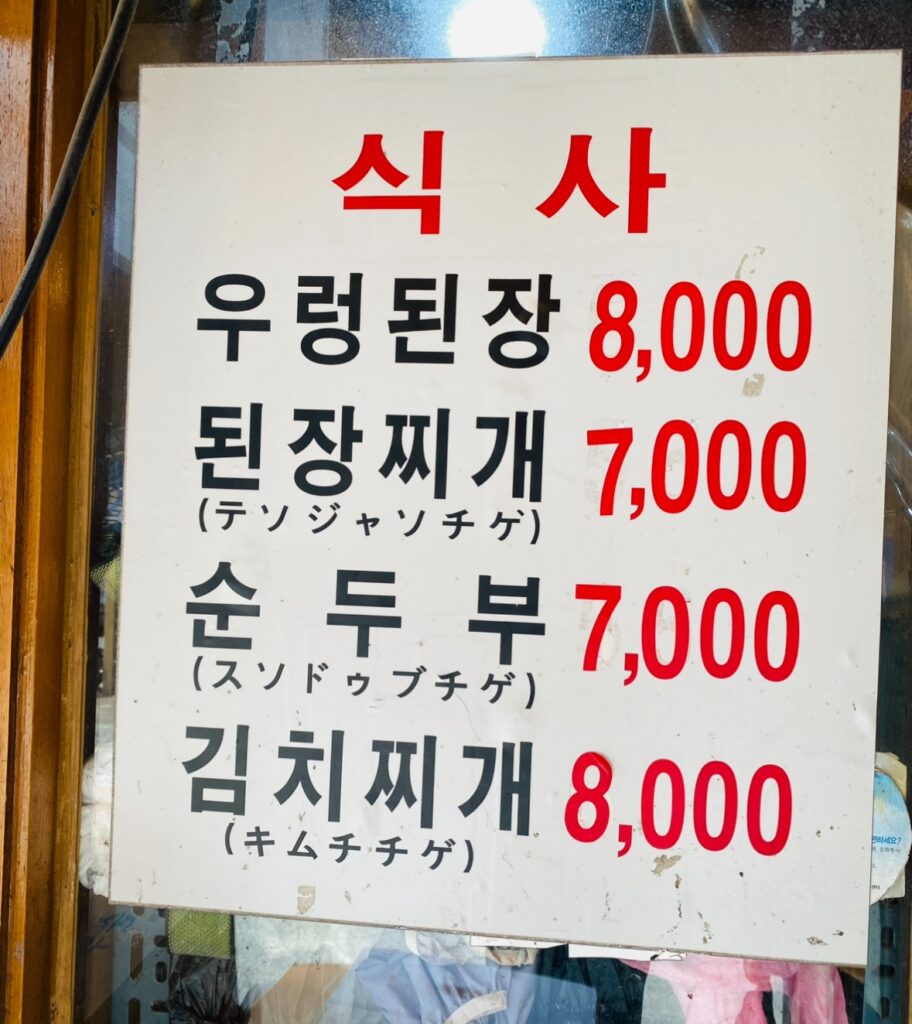 식 사
우렁된장 8,000
된장찌개 7,000
(テソジャソチゲ)
순두부 7,000
(スソドゥブチゲ)
김치찌개 8,000
(キムチチゲ)